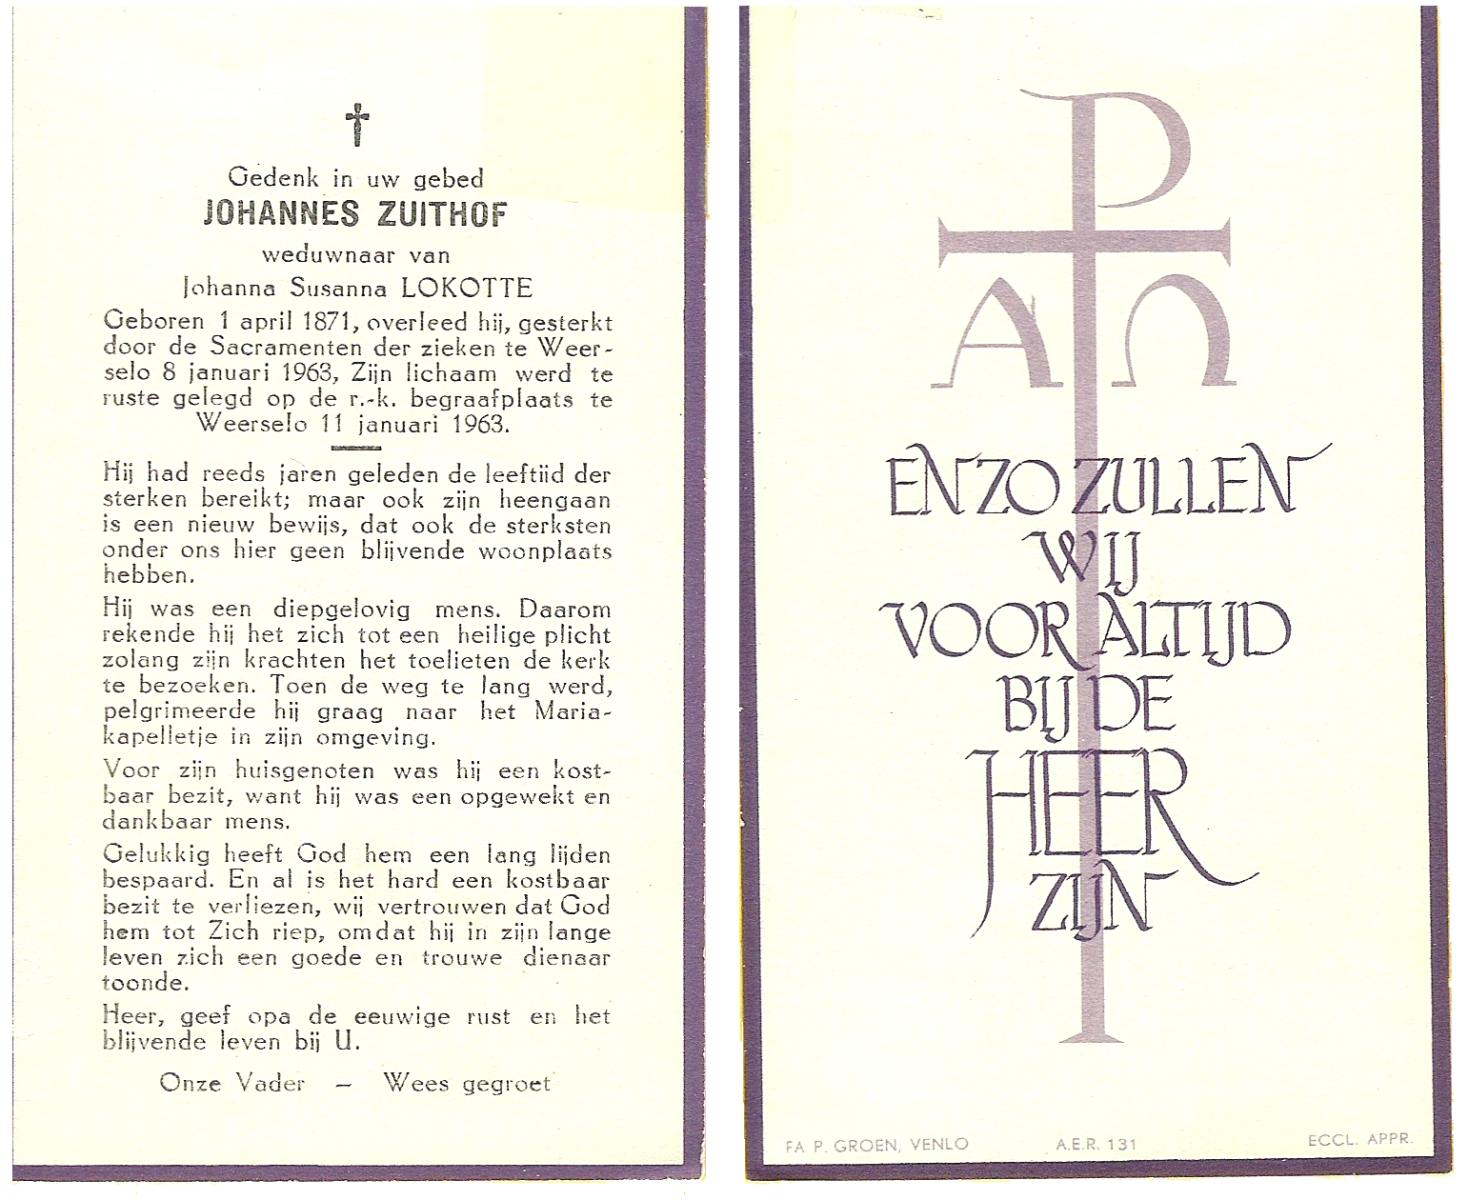 Gedenk in uw gebed
JOHANNES ZUITHOF
weduwnaar van
Johanna Susanna LOKOTTE
Geboren 1 april 1871, overleed hij, gesterkt
door de Sacramenten der zieken te Weer-
selo 8 januari 1963, Zijn lichaam werd te
ruste gelegd op de r.-k. begraafplaats te
Weerselo 11 januari 1963.
Hij had reeds jaren geleden de leeftiid der
sterken bereikt; maar ook zijn heengaan
is een nieuw bewijs, dat ook de sterksten
onder ons hier geen blijvende woonplaats
hebben.
Hij was een diepgelovig mens. Daarom
rekende hij het zich tot een heilige plicht
zolang zijn krachten het toelieten de kerk
te bezoeken. Toen de weg te lang werd,
pelgrimeerde hij graag naar het Maria-
kapelletje in zijn omgeving.
Voor zijn huisgenoten was hij een kost-
baar bezit, want hij was een opgewekt en
dankbaar mens.
Gelukkig heeft God hem een lang lijden
bespaard. En al is het hard een kostbaar
bezit te verliezen, wij vertrouwen dat God
hem tot Zich riep, omdat hij in zijn lange
leven zich een goede en trouwe dienaar
toonde.
Heer, geef opa de eeuwige rust en het
blijvende leven bij U.
Onze Vader – Wees gegroet
P
A Ω
EN ZO ZULLEN
WIJ
VOOR ALTIJD
BIJ DE
HEER
ZIJN
FA P. GROEN, VENLO A.E.R. 131 ECCL. APPR.